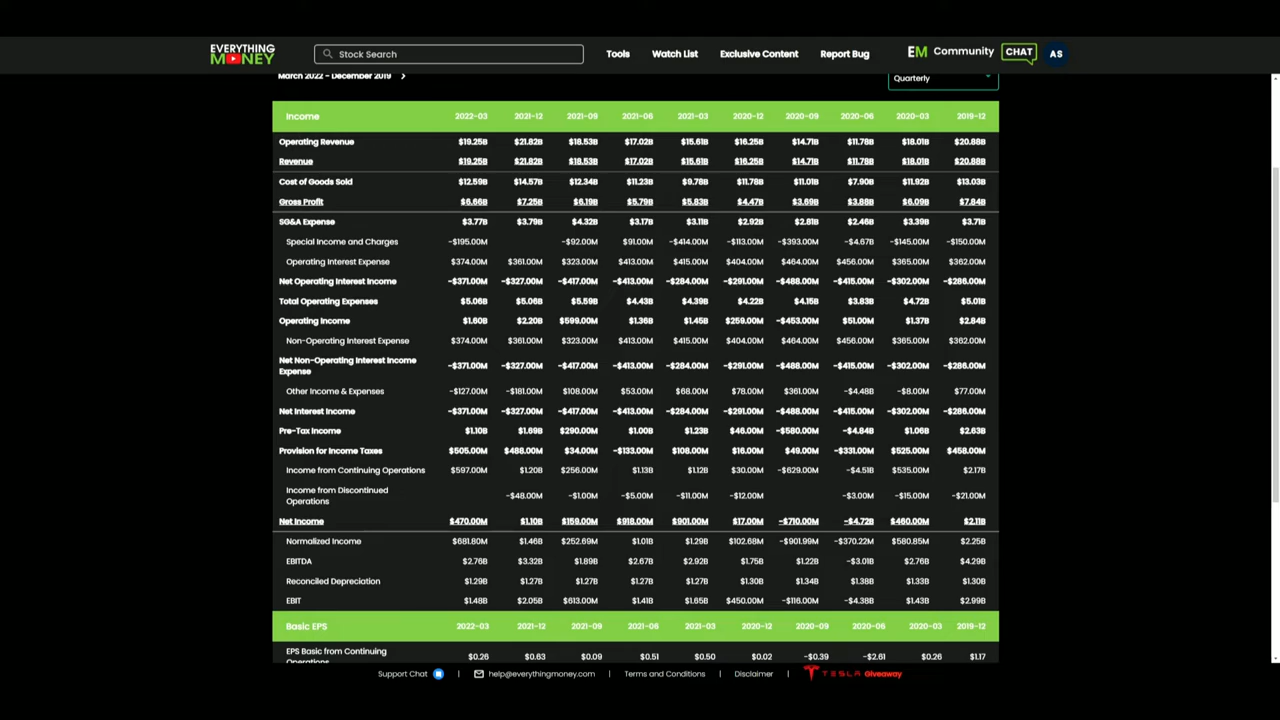 EVERYTHING
MONEY
Stock Search
Tools
Watch List
Exclusive Content
Report Bug
EM Community
CHAT
AS
March 2022 - December 2019
Quarterly
Income 2022-03 2021-12 2021-09 2021-06 2021-03 2020-12 2020-09 2020-06 2020-03 2019-12
Operating Revenue $19.25B $21.82B $18.53B $17.02B $15.61B $16.25B $14.71B $11.78B $18.01B $20.88B
Revenue $19.25B $21.82B $18.53B $17.02B $15.61B $16.25B $14.71B $11.78B $18.01B $20.88B
Cost of Goods Sold $12.59B $14.57B $12.34B $11.23B $9.78B $11.78B $11.01B $7.90B $11.92B $13.03B
Gross Profit $6.66B $7.25B $6.19B $5.79B $5.83B $4.47B $3.69B $3.88B $6.09B $7.84B
SG&A Expense $3.77B $3.79B $4.32B $3.17B $3.11B $2.92B $2.81B $2.46B $3.39B $3.71B
Special Income and Charges -$195.00M -$92.00M $91.00M -$414.00M -$113.00M -$393.00M -$4.67B -$145.00M -$150.00M
Operating Interest Expense $374.00M $361.00M $323.00M $413.00M $415.00M $404.00M $464.00M $456.00M $365.00M $362.00M
Net Operating Interest Income -$371.00M -$327.00M -$417.00M -$413.00M -$284.00M -$291.00M -$488.00M -$415.00M -$302.00M -$286.00M
Total Operating Expenses $5.06B $5.06B $5.59B $4.43B $4.39B $4.22B $4.15B $3.83B $4.72B $5.01B
Operating Income $1.60B $2.20B $599.00M $1.36B $1.45B $259.00M -$453.00M $51.00M $1.37B $2.84B
Non-Operating Interest Expense $374.00M $361.00M $323.00M $413.00M $415.00M $404.00M $464.00M $456.00M $365.00M $362.00M
Net Non-Operating Interest Income
Expense -$371.00M -$327.00M -$417.00M -$413.00M -$284.00M -$291.00M -$488.00M -$415.00M -$302.00M -$286.00M
Other Income & Expenses -$127.00M -$181.00M $108.00M $53.00M $68.00M $78.00M $361.00M -$4.48B -$8.00M $77.00M
Net Interest Income -$371.00M -$327.00M -$417.00M -$413.00M -$284.00M -$291.00M -$488.00M -$415.00M -$302.00M -$286.00M
Pre-Tax Income $1.10B $1.69B $290.00M $1.00B $1.23B $46.00M -$580.00M -$4.84B $1.06B $2.63B
Provision for Income Taxes $505.00M $488.00M $34.00M -$133.00M $108.00M $16.00M $49.00M -$331.00M $525.00M $458.00M
Income from Continuing Operations $597.00M $1.20B $256.00M $1.13B $1.12B $30.00M -$629.00M -$4.51B $535.00M $2.17B
Income from Discontinued
Operations -$48.00M -$1.00M -$5.00M -$11.00M -$12.00M -$3.00M -$15.00M -$21.00M
Net Income $470.00M $1.10B $159.00M $918.00M $901.00M $17.00M -$710.00M -$4.72B $460.00M $2.11B
Normalized Income $681.80M $1.46B $252.69M $1.01B $1.29B $102.68M -$901.99M -$370.22M $580.85M $2.25B
EBITDA $2.76B $3.32B $1.89B $2.67B $2.92B $1.75B $1.22B -$3.01B $2.76B $4.29B
Reconciled Depreciation $1.29B $1.27B $1.27B $1.27B $1.27B $1.30B $1.34B $1.38B $1.33B $1.30B
EBIT $1.48B $2.05B $613.00M $1.41B $1.65B $450.00M -$116.00M -$4.38B $1.43B $2.99B
Basic EPS 2022-03 2021-12 2021-09 2021-06 2021-03 2020-12 2020-09 2020-06 2020-03 2019-12
EPS Basic from Continuing
Operations $0.26 $0.63 $0.09 $0.51 $0.50 $0.02 -$0.39 -$2.61 $0.26 $1.17
Support Chat | help@everythingmoney.com | Terms and Conditions | Disclaimer | TESLA Giveaway